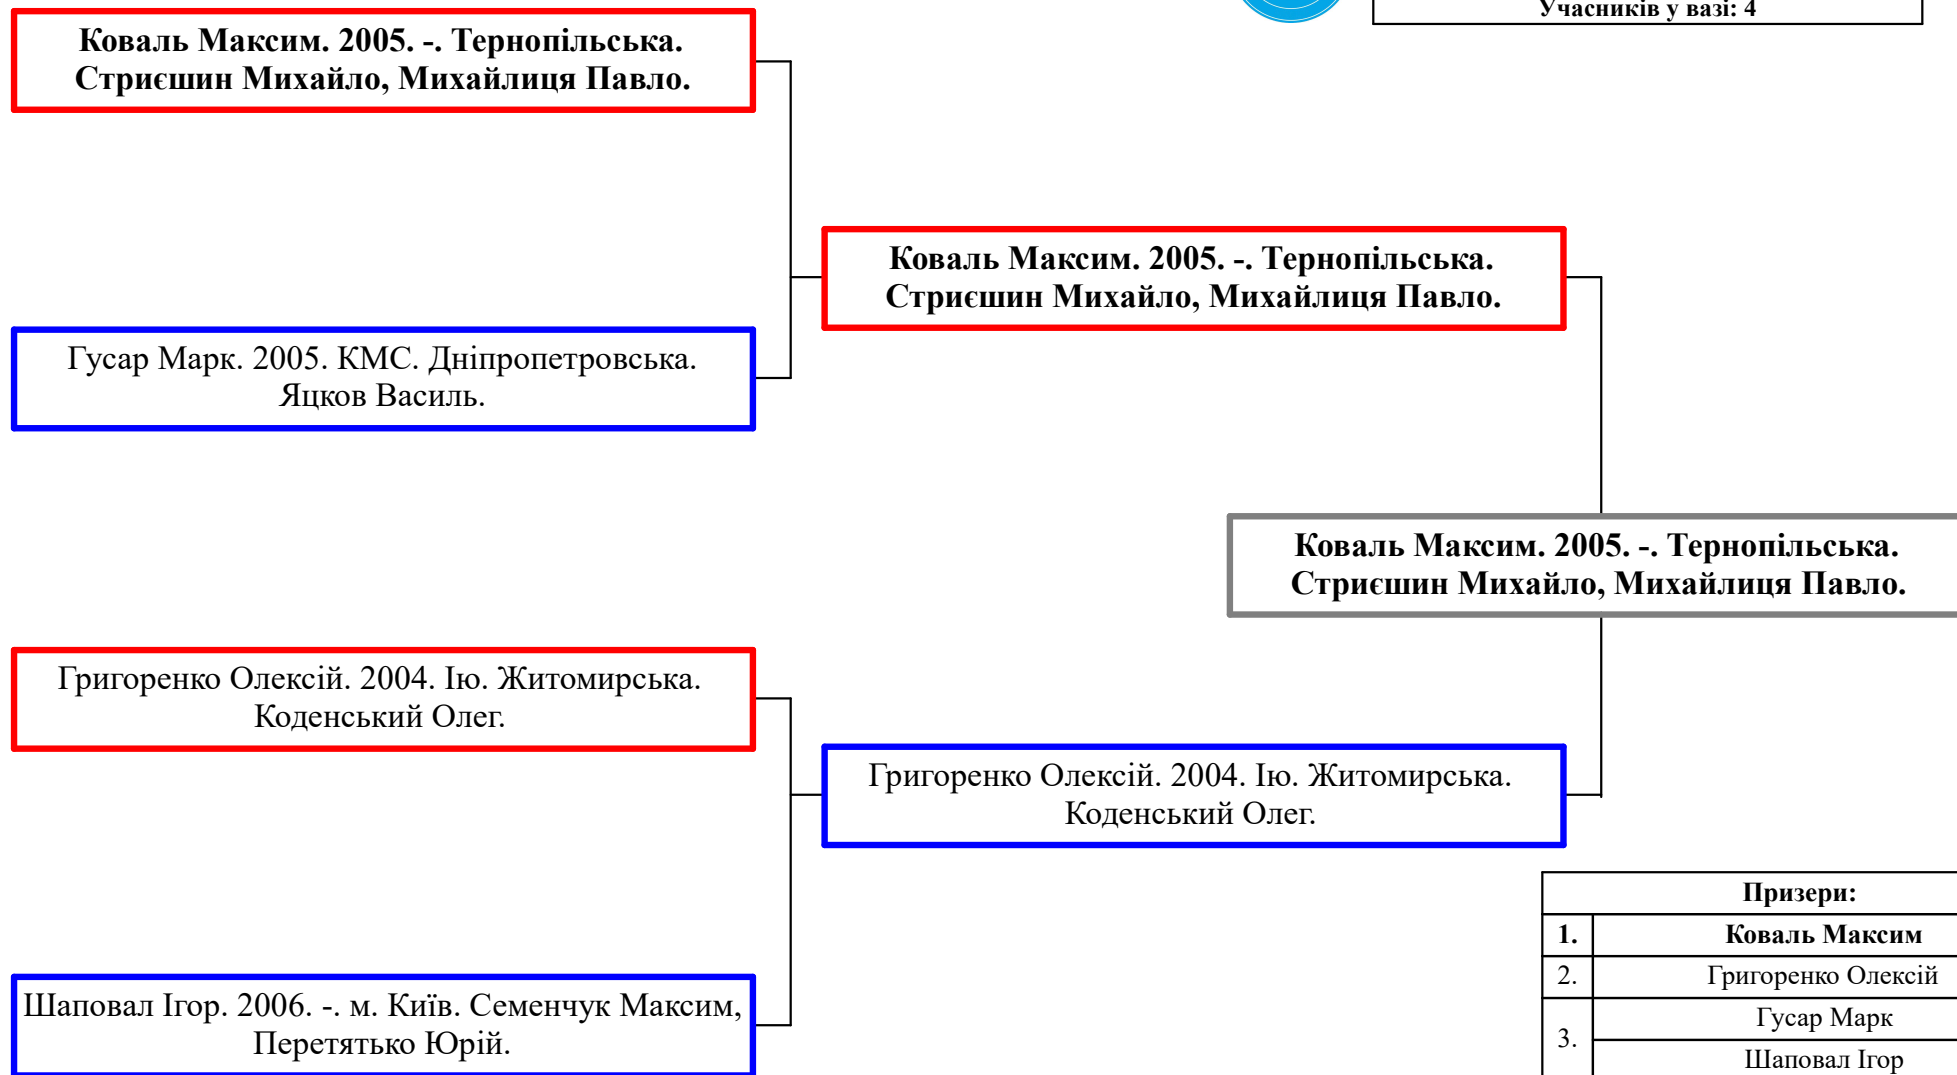 Учасників у вазі: 4
Коваль Максим. 2005. -. Тернопільська.
Стриєшин Михайло, Михайлиця Павло.
Коваль Максим. 2005. -. Тернопільська.
Стриєшин Михайло, Михайлиця Павло.
Гусар Марк. 2005. КМС. Дніпропетровська.
Яцков Василь.
Коваль Максим. 2005. -. Тернопільська.
Стриєшин Михайло, Михайлиця Павло.
Григоренко Олексій. 2004. Ію. Житомирська.
Коденський Олег.
Григоренко Олексій. 2004. Ію. Житомирська.
Коденський Олег.
Шаповал Ігор. 2006. -. м. Київ. Семенчук Максим,
Перетятько Юрій.
Призери:
1. Коваль Максим
2. Григоренко Олексій
3. Гусар Марк
Шаповал Ігор